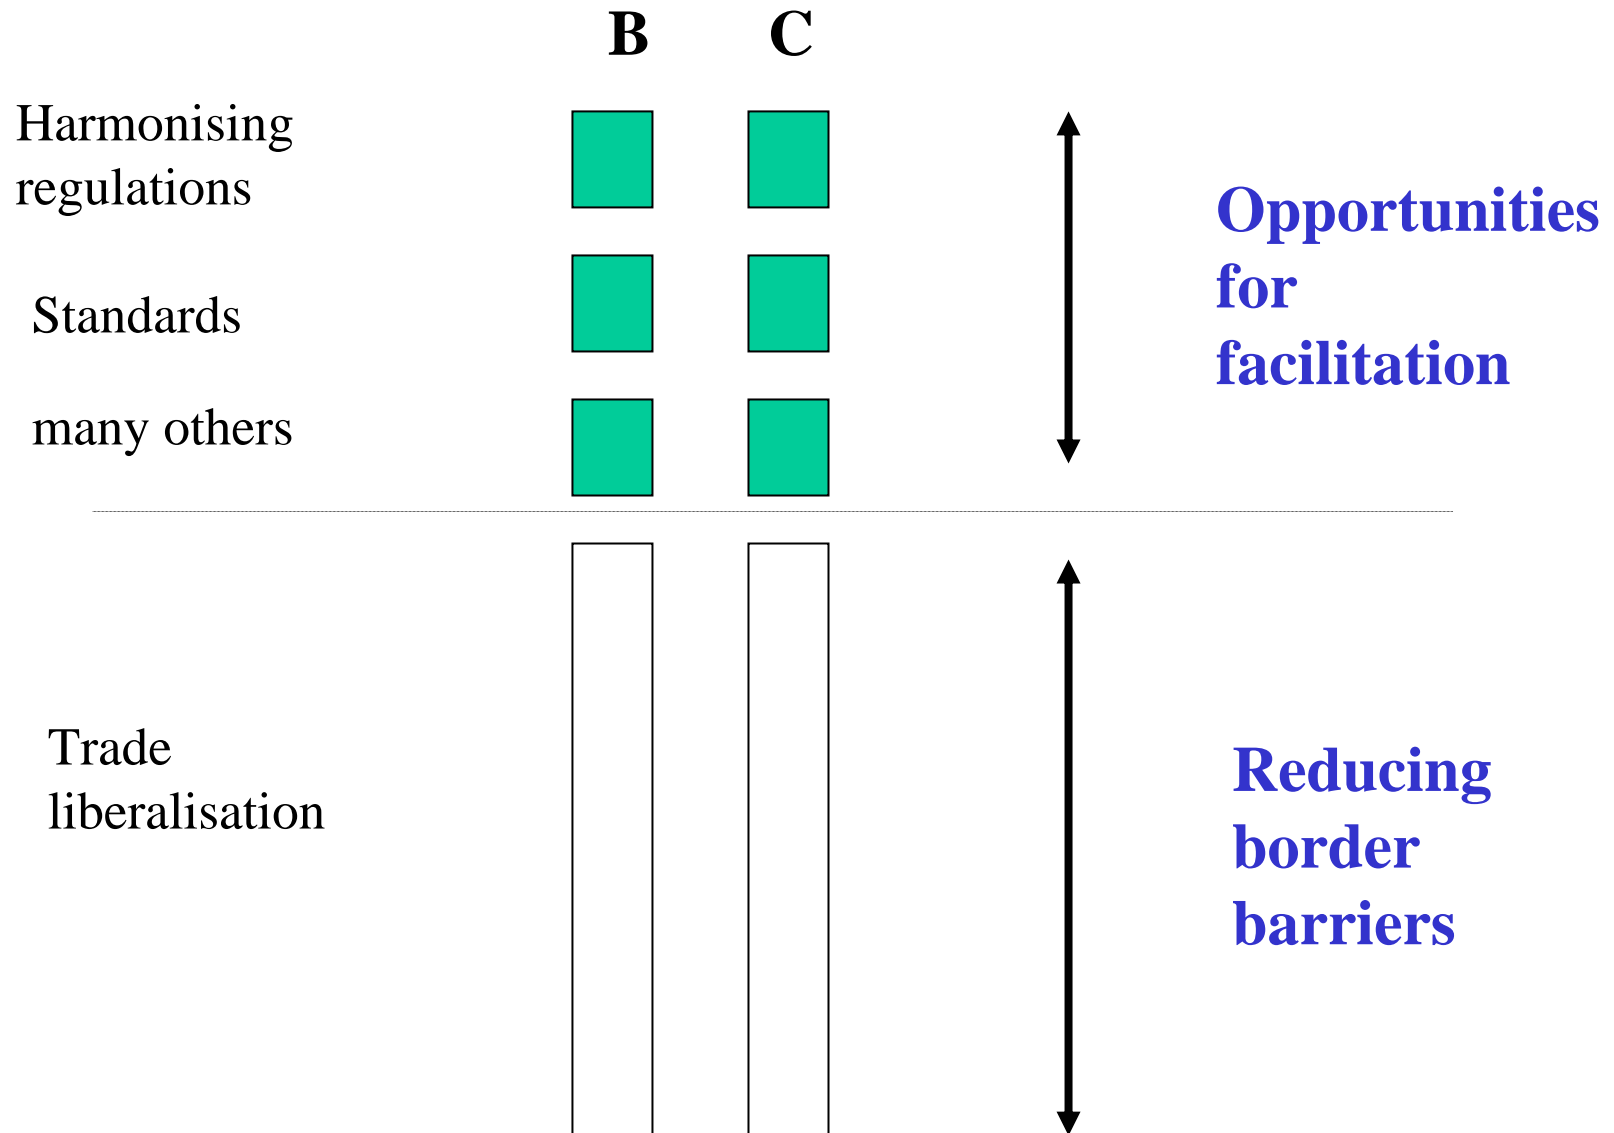 B C
Harmonising
regulations
Opportunities
for
facilitation
Standards
many others
Trade
liberalisation
Reducing
border
barriers